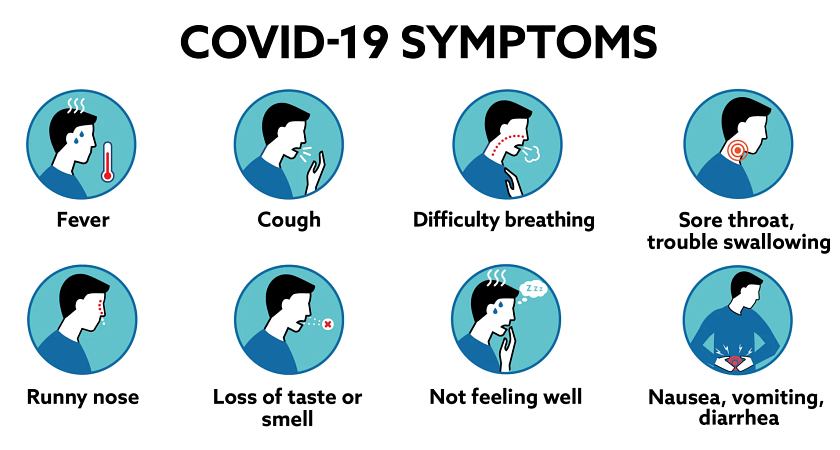 COVID-19 SYMPTOMS
Fever
Cough
Difficulty breathing
Sore throat,
trouble swallowing
Runny nose
Loss of taste or
smell
Zzz
Not feeling well
Nausea, vomiting,
diarrhea